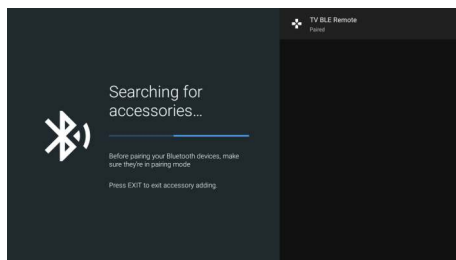 TV BLE Remote
Paired
Searching for
accessories...
Before pairing your Bluetooth devices, make
sure they're in pairing mode
Press EXIT to exit accessory adding.